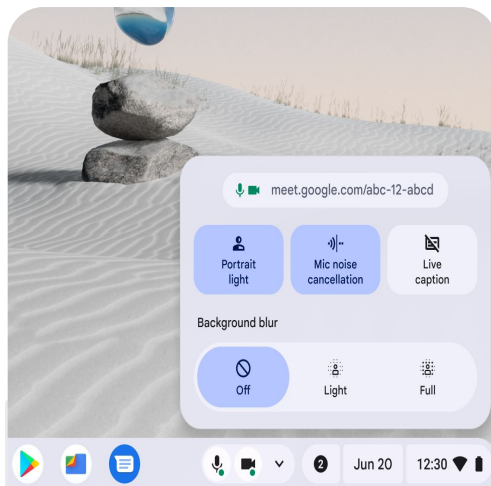 meet.google.com/abc-12-abcd
Portrait
light
Mic noise
cancellation
Live
caption
Background blur
Off
Light
Full
2
Jun 20
12:30